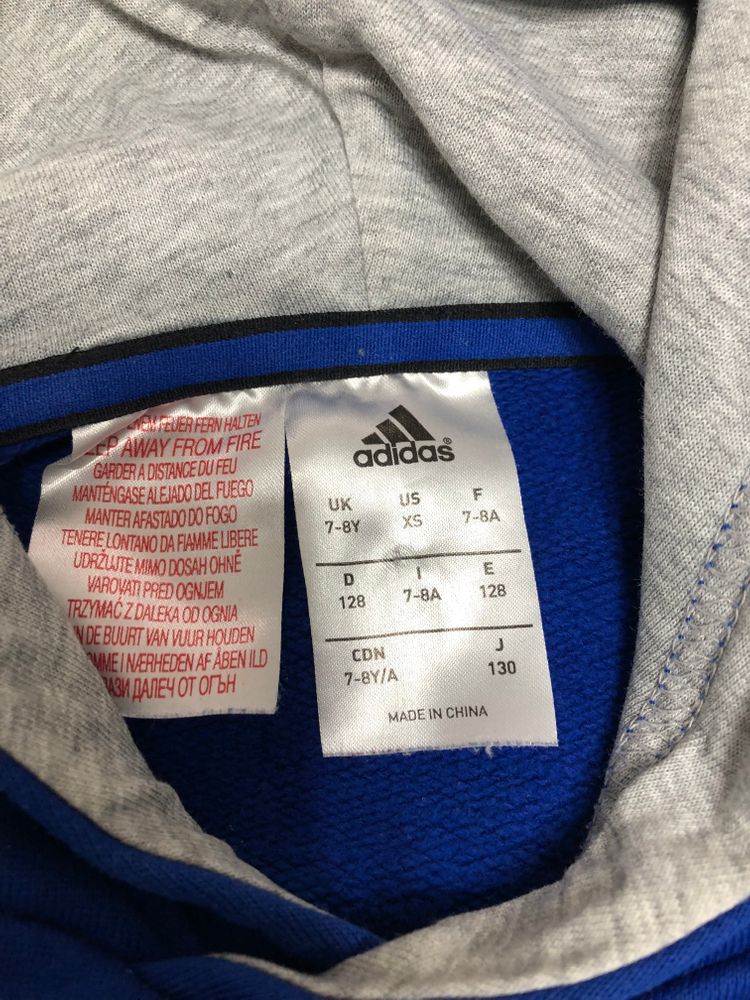 FEUER FERN HALTEN
KEEP AWAY FROM FIRE
GARDER A DISTANCE DU FEU
MANTÉNGASE ALEJADO DEL FUEGO
MANTER AFASTADO DO FOGO
TENERE LONTANO DA FIAMME LIBERE
UDRŽUJTE MIMO DOSAH OHNĚ
VAROVATI PRED OGNJEM
TRZYMAĆ Z DALEKA OD OGNIA
IN DE BUURT VAN VUUR HOUDEN
I NÆRHEDEN AF ÅBEN ILD
ДАЛЕЧ ОТ ОГЪН
adidas®
UK US F
7-8Y XS 7-8A
D I E
128 7-8A 128
CDN J
7-8Y/A 130
MADE IN CHINA